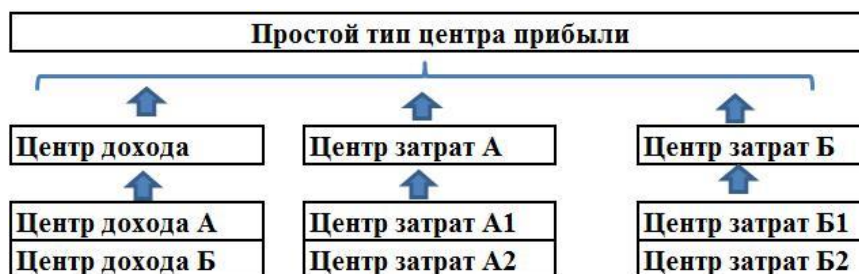 Простой тип центра прибыли
Центр дохода
Центр затрат А
Центр затрат Б
Центр дохода А
Центр затрат А1
Центр затрат Б1
Центр дохода Б
Центр затрат А2
Центр затрат Б2